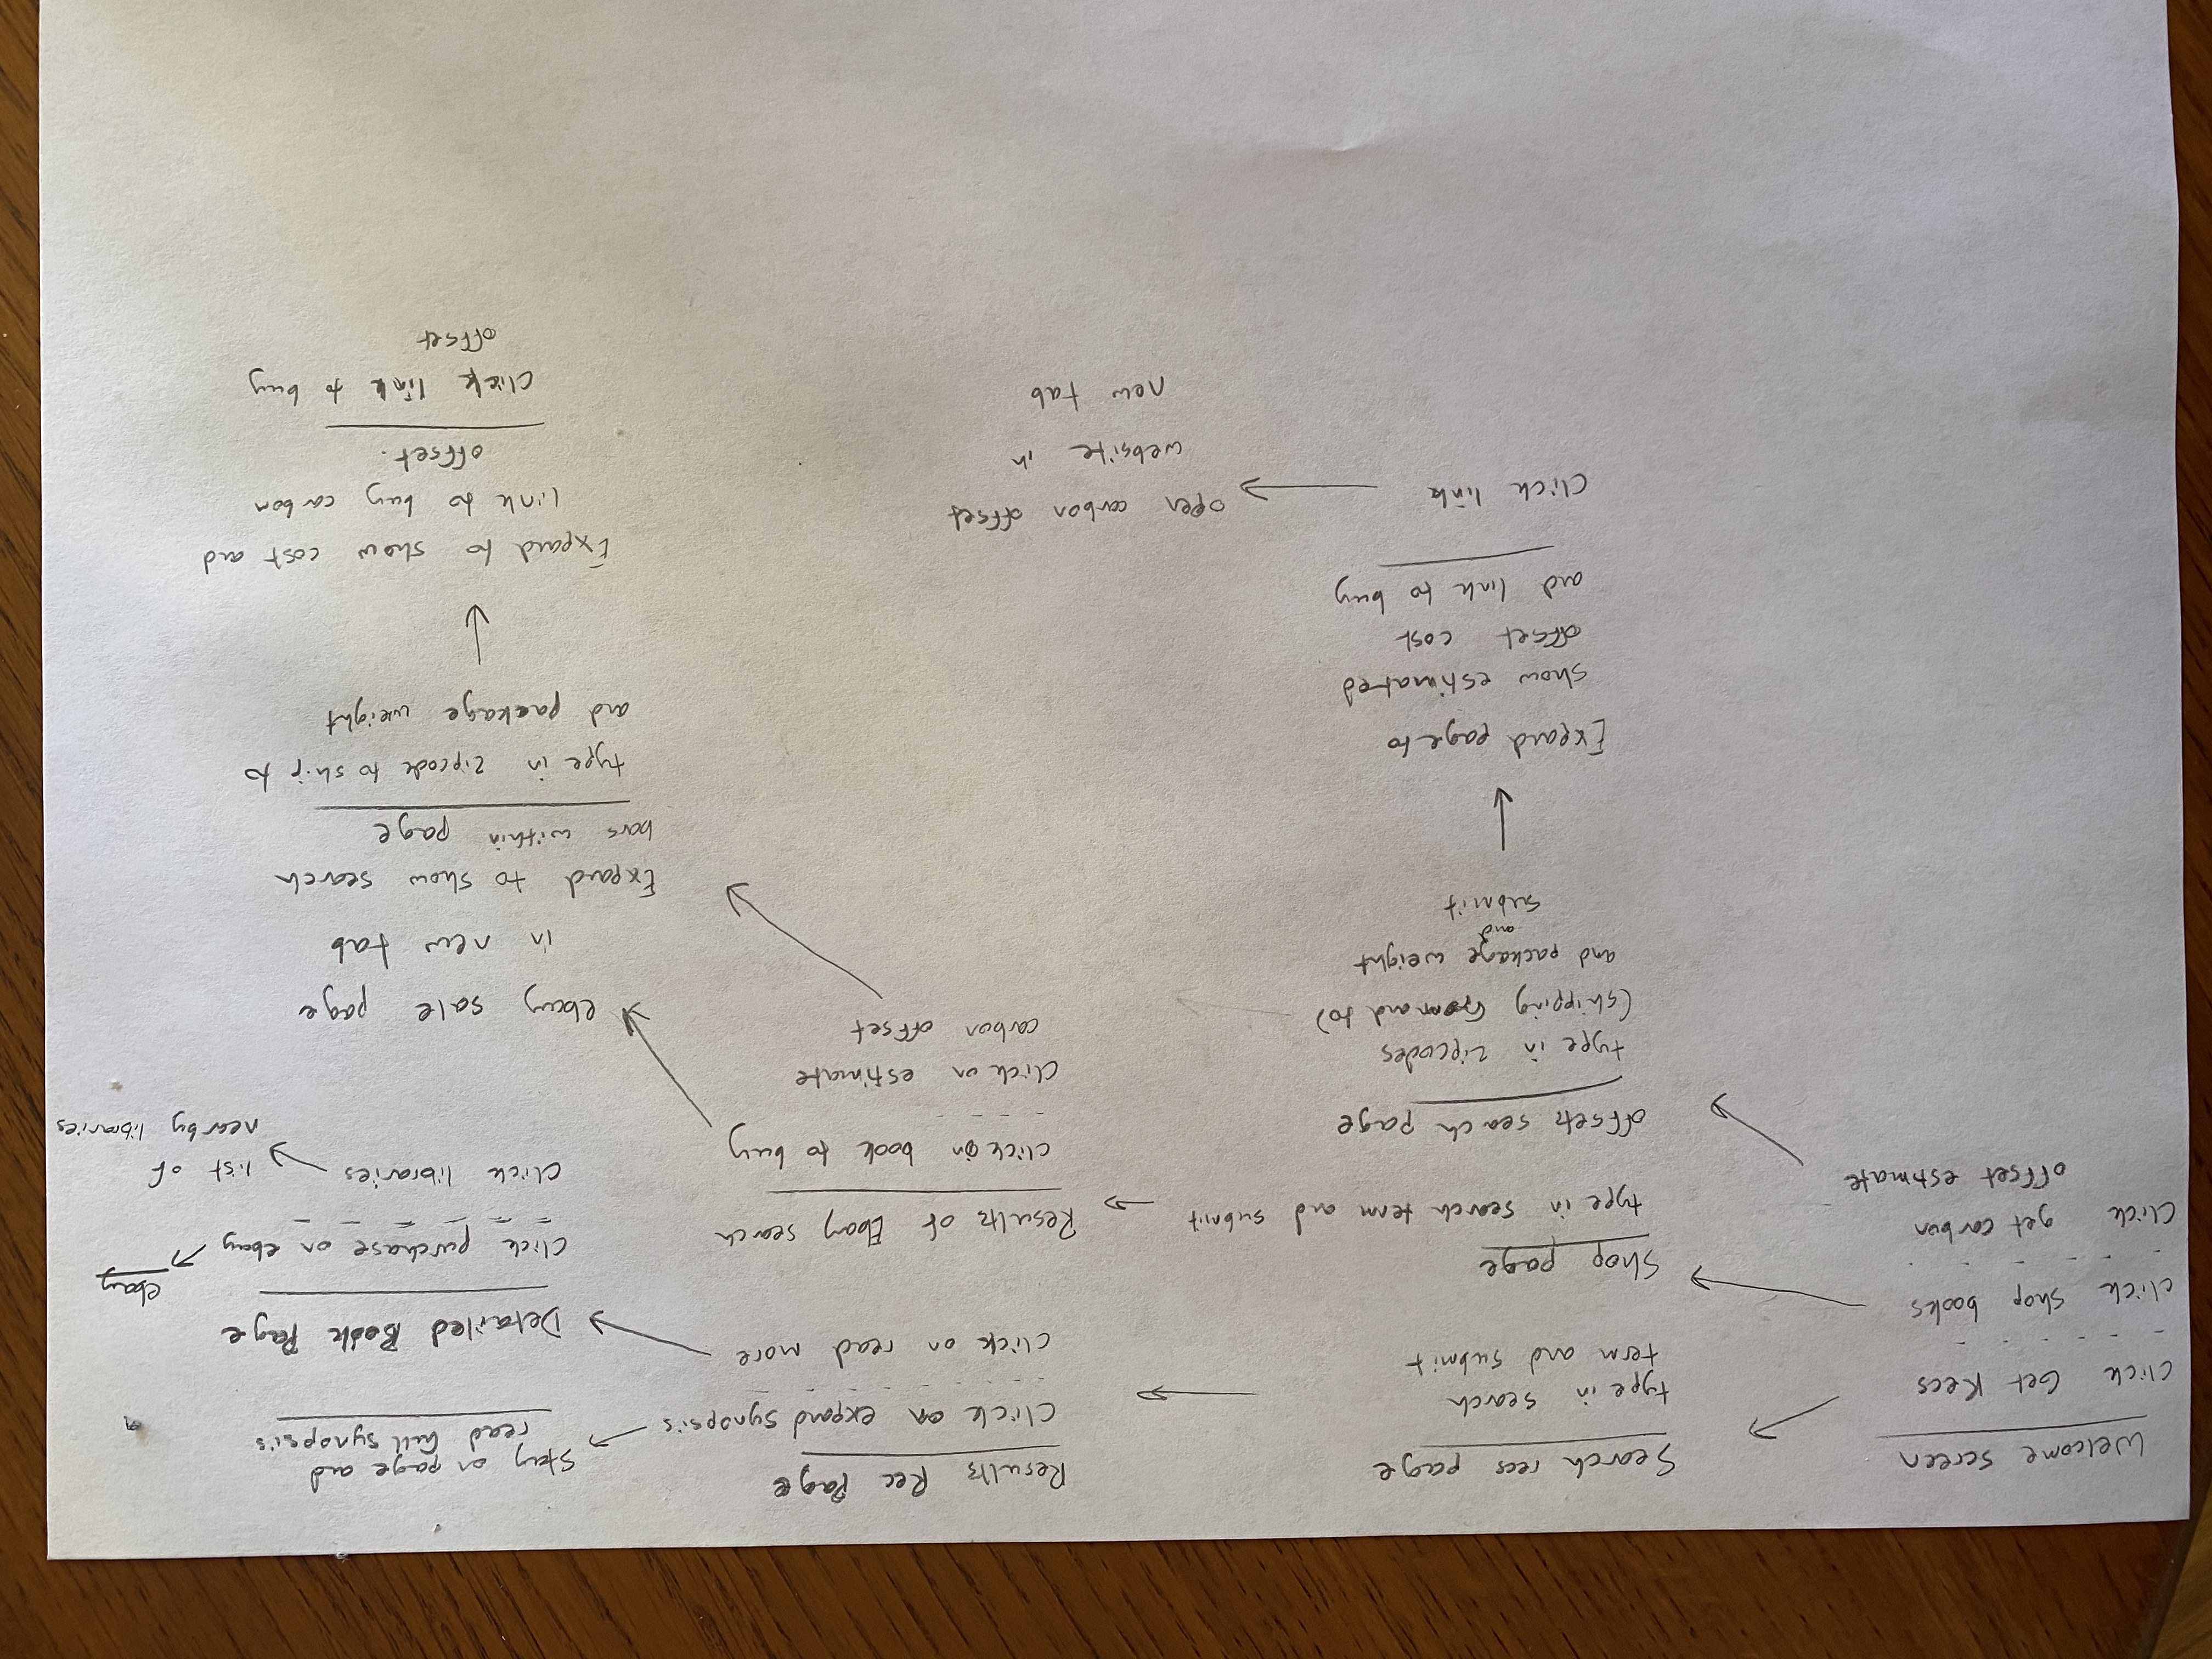 Welcome screen
click Get Recs
click shop books
click get carbon
offset estimate
Search recs page
type in search
term and submit
Shop page
type in search term and submit
offset search page
type in zipcodes
(shipping from and to)
and package weight
and
submit
Expand page to
show estimated
offset cost
and link to buy
click link
open carbon offset
website in
new tab
Results Rec Page
click on expand synopsis
click on read more
Results of Ebay search
click on book to buy
click on estimate
carbon offset
Stay on page and
read full synopsis
Detailed Book Page
click purchase on ebay
ebay
click libraries
list of
nearby libraries
ebay sale page
in new tab
Expand to show search
bars within page
type in zipcode to ship to
and package weight
Expand to show cost and
link to buy carbon
offset.
click link to buy
offset